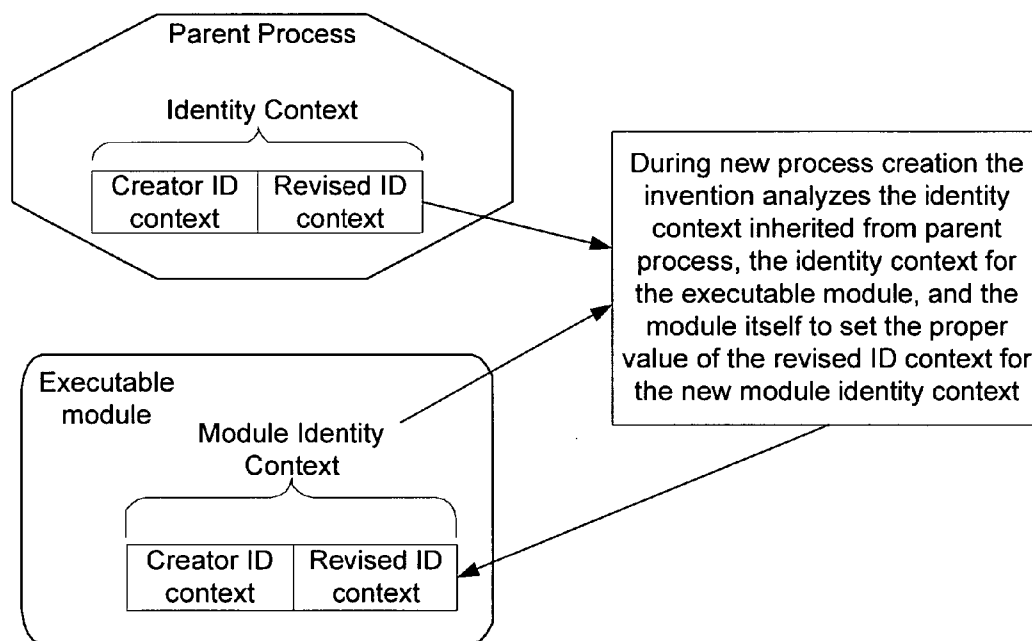 Parent Process
Identity Context
Creator ID
context
Revised ID
context
During new process creation the
invention analyzes the identity
context inherited from parent
process, the identity context for
the executable module, and the
module itself to set the proper
value of the revised ID context for
the new module identity context
Executable
module
Module Identity
Context
Creator ID
context
Revised ID
context